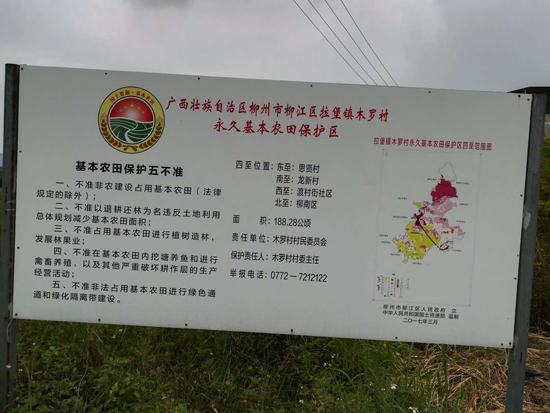 广西壮族自治区柳州市柳江区拉堡镇木罗村
永久基本农田保护区
基本农田保护五不准
一、不准非农建设占用基本农田（法律
规定的除外）；
二、不准以退耕还林为名违反土地利用
总体规划减少基本农田面积；
三、不准占用基本农田进行植树造林，
发展林果业；
四、不准在基本农田内挖塘养鱼和进行
禽畜养殖，以及其他严重破坏耕作层的生产
经营活动；
五、不准非法占用基本农田进行绿色通
道和绿化隔离带建设。
四至位置：东至：思贤村
南至：龙新村
西至：渡村街社区
北至：柳南区
面 积：188.28公顷
责任单位：木罗村村民委员会
保护责任人：木罗村村委主任
举报电话：0772－7212122
拉堡镇木罗村永久基本农田保护区四至范围图
柳州市柳江区人民政府 立
中华人民共和国国土资源部 监制
二〇一七年三月